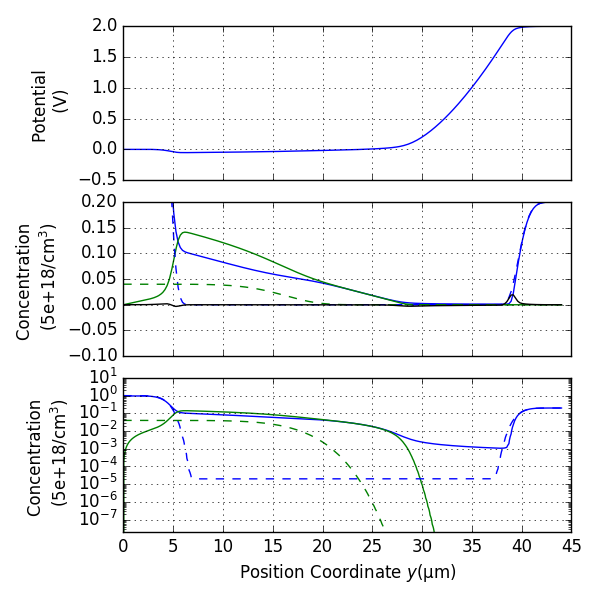 2.0
1.5
1.0
0.5
0.0
−0.5
Potential
(V)
0.20
0.15
0.10
0.05
0.00
−0.05
−0.10
Concentration
(5e+18/cm³)
10¹
10⁰
10⁻¹
10⁻²
10⁻³
10⁻⁴
10⁻⁵
10⁻⁶
10⁻⁷
Concentration
(5e+18/cm³)
0 5 10 15 20 25 30 35 40 45
Position Coordinate y(µm)